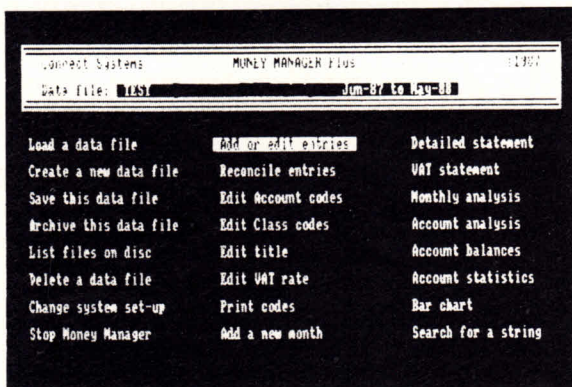 Connect Systems MONEY MANAGER Plus 1987
Data file: TEST Jun-87 to May-88
Load a data file Add or edit entries Detailed statement
Create a new data file Reconcile entries VAT statement
Save this data file Edit Account codes Monthly analysis
Archive this data file Edit Class codes Account analysis
List files on disc Edit title Account balances
Delete a data file Edit VAT rate Account statistics
Change system set-up Print codes Bar chart
Stop Money Manager Add a new month Search for a string